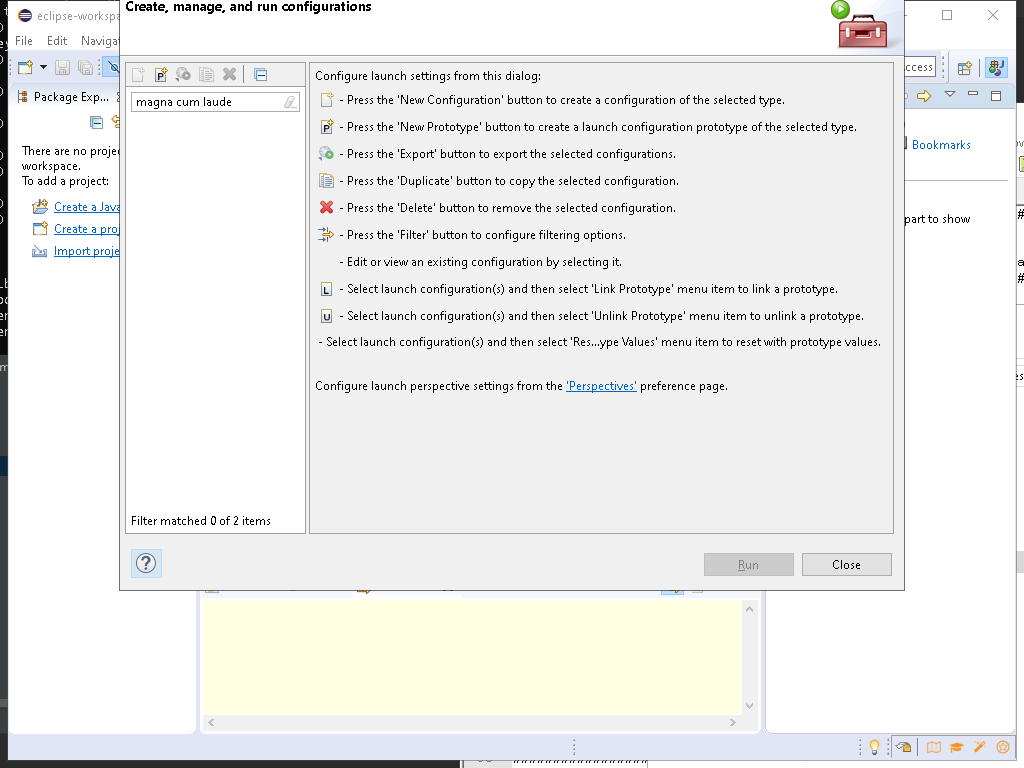 Create, manage, and run configurations
eclipse-workspa
File Edit Naviga
ccess
Package Exp...
magna cum laude
Configure launch settings from this dialog:
- Press the 'New Configuration' button to create a configuration of the selected type.
P - Press the 'New Prototype' button to create a launch configuration prototype of the selected type.
- Press the 'Export' button to export the selected configurations.
- Press the 'Duplicate' button to copy the selected configuration.
- Press the 'Delete' button to remove the selected configuration.
- Press the 'Filter' button to configure filtering options.
- Edit or view an existing configuration by selecting it.
L - Select launch configuration(s) and then select 'Link Prototype' menu item to link a prototype.
U - Select launch configuration(s) and then select 'Unlink Prototype' menu item to unlink a prototype.
- Select launch configuration(s) and then select 'Res...ype Values' menu item to reset with prototype values.
Configure launch perspective settings from the 'Perspectives' preference page.
There are no proje
workspace.
To add a project:
Create a Java
Create a proj
Import proje
Bookmarks
part to show
Filter matched 0 of 2 items
?
Run
Close